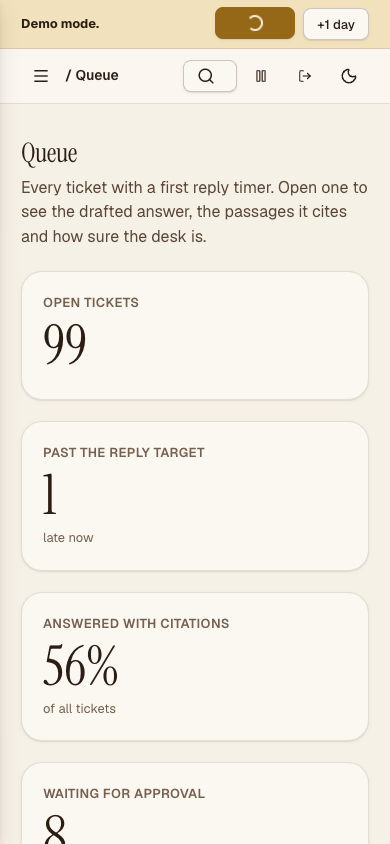 Demo mode.
+1 day
/ Queue
Queue
Every ticket with a first reply timer. Open one to
see the drafted answer, the passages it cites
and how sure the desk is.
OPEN TICKETS
99
PAST THE REPLY TARGET
1
late now
ANSWERED WITH CITATIONS
56%
of all tickets
WAITING FOR APPROVAL
8